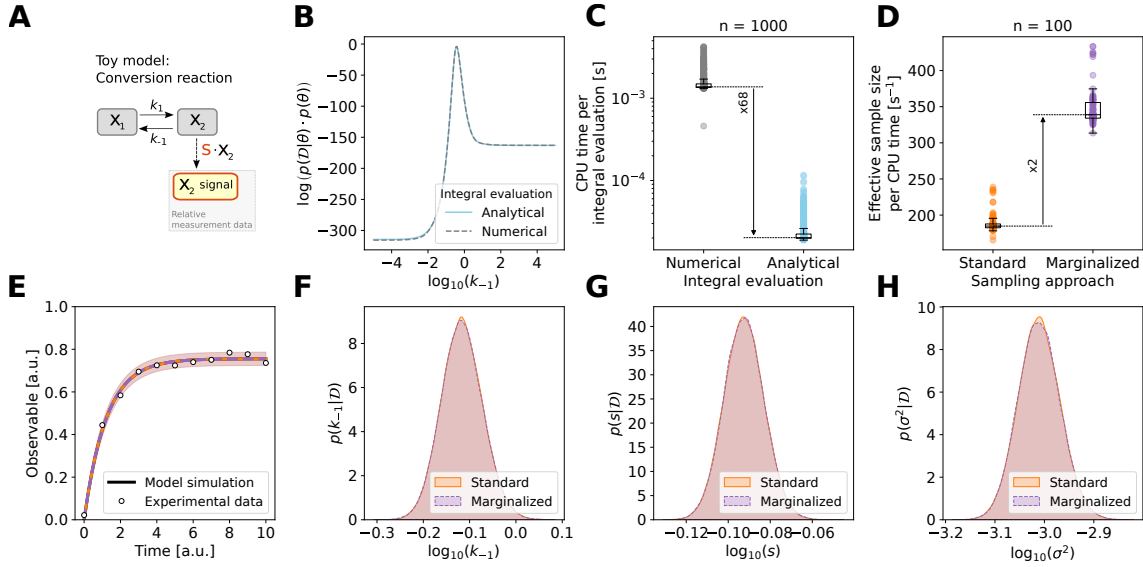 A
Toy model:
Conversion reaction
X₁
k₁
k₋₁
X₂
S·X₂
X₂ signal
Relative
measurement data
B
log(p(𝒟|θ)·p(θ))
0
−50
−100
−150
−200
−250
−300
Integral evaluation
Analytical
Numerical
−4 −2 0 2 4
log₁₀(k₋₁)
C
n = 1000
CPU time per
integral evaluation [s]
10⁻³
10⁻⁴
x68
Numerical Analytical
Integral evaluation
D
n = 100
Effective sample size
per CPU time [s⁻¹]
400
350
300
250
200
x2
Standard Marginalized
Sampling approach
E
Observable [a.u.]
1.0
0.8
0.6
0.4
0.2
0.0
Model simulation
Experimental data
0 2 4 6 8 10
Time [a.u.]
F
p(k₋₁|𝒟)
8
6
4
2
0
Standard
Marginalized
−0.3 −0.2 −0.1 0.0 0.1
log₁₀(k₋₁)
G
p(s|𝒟)
45
40
35
30
25
20
15
10
5
0
Standard
Marginalized
−0.12 −0.10 −0.08 −0.06
log₁₀(s)
H
p(σ²|𝒟)
10
8
6
4
2
0
Standard
Marginalized
−3.2 −3.1 −3.0 −2.9
log₁₀(σ²)